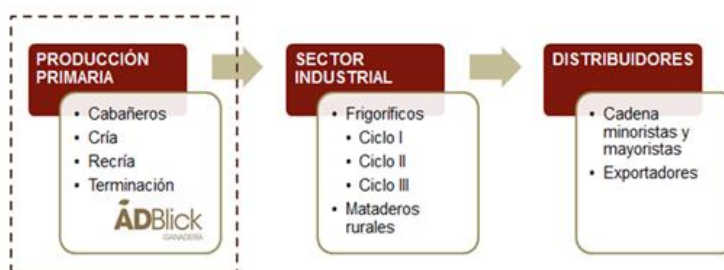 PRODUCCIÓN
PRIMARIA
• Cabañeros
• Cría
• Recría
• Terminación
ADBlick
GANADERÍA
SECTOR
INDUSTRIAL
• Frigoríficos
• Ciclo I
• Ciclo II
• Ciclo III
• Mataderos
rurales
DISTRIBUIDORES
• Cadena
minoristas y
mayoristas
• Exportadores